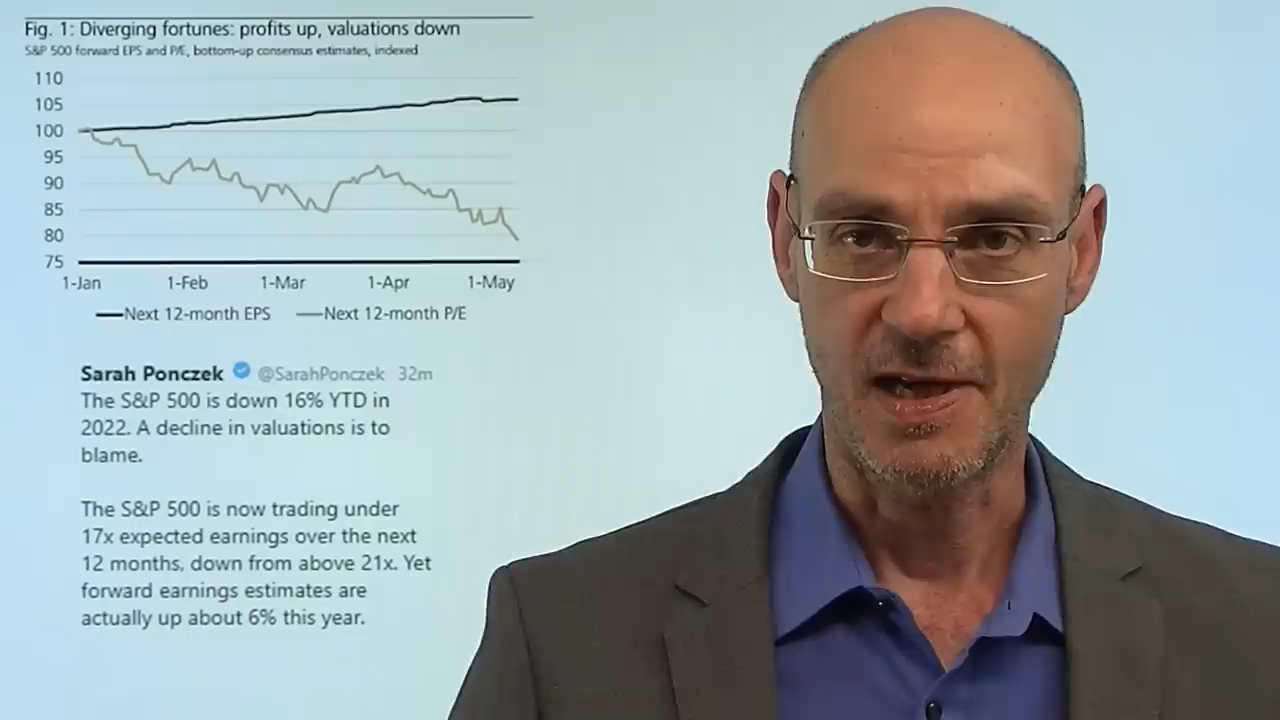 Fig. 1: Diverging fortunes: profits up, valuations down
S&P 500 forward EPS and P/E, bottom-up consensus estimates, indexed
110
105
100
95
90
85
80
75
1-Jan 1-Feb 1-Mar 1-Apr 1-May
Next 12-month EPS Next 12-month P/E
Sarah Ponczek @SarahPonczek 32m
The S&P 500 is down 16% YTD in
2022. A decline in valuations is to
blame.
The S&P 500 is now trading under
17x expected earnings over the next
12 months, down from above 21x. Yet
forward earnings estimates are
actually up about 6% this year.